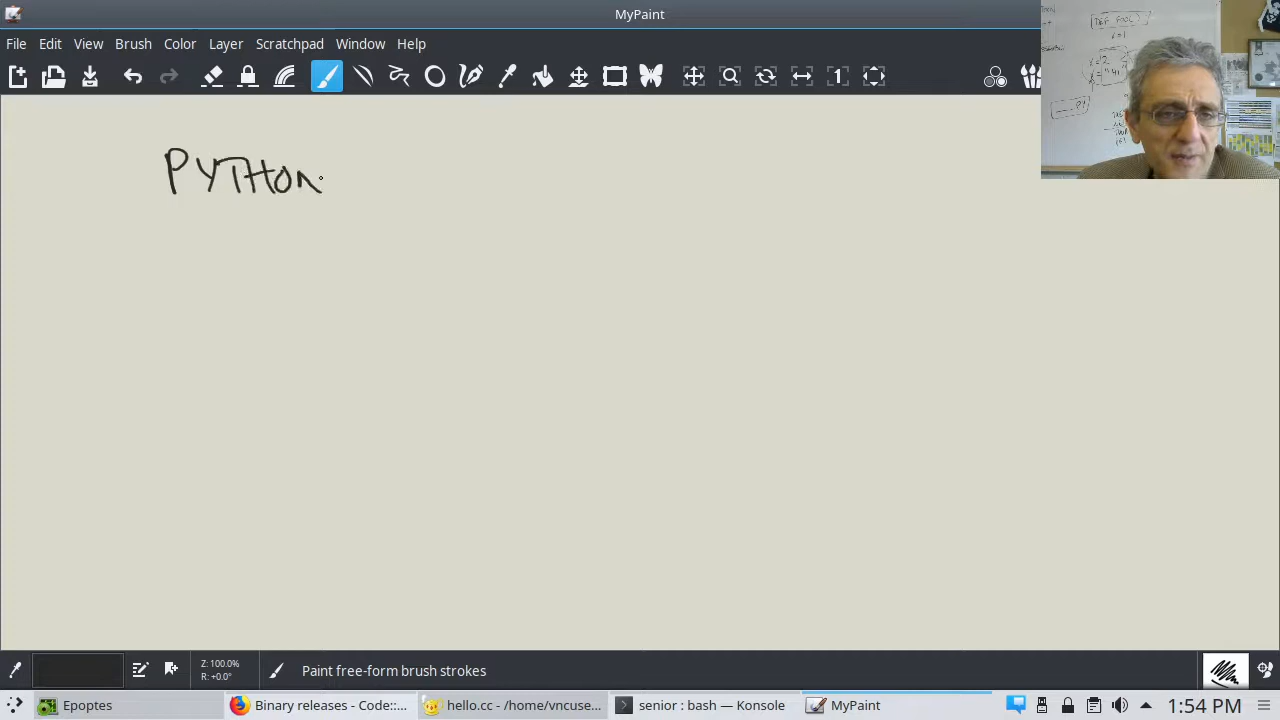 MyPaint
File Edit View Brush Color Layer Scratchpad Window Help
1
PYTHON
Z: 100.0%
R: +0.0°
Paint free-form brush strokes
Epoptes
Binary releases - Code::...
hello.cc - /home/vncuse...
senior : bash — Konsole
MyPaint
1:54 PM